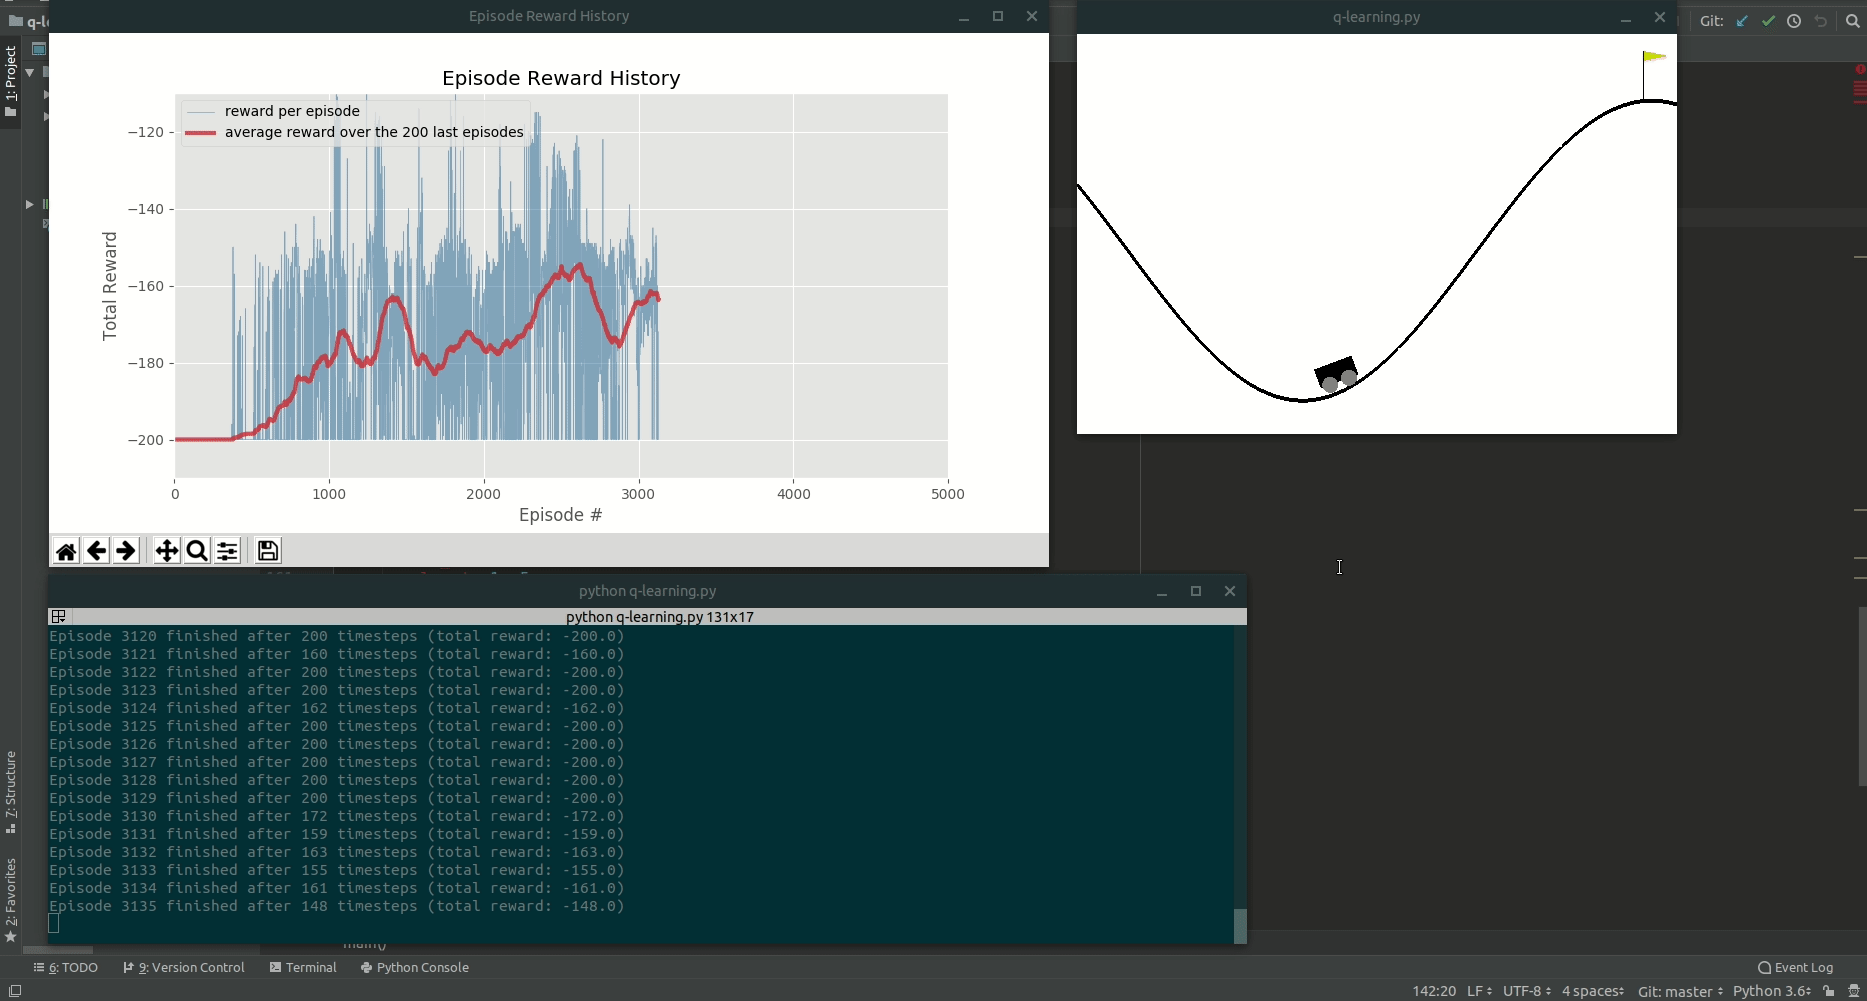 q-l
Episode Reward History
q-learning.py
Git:
1: Project
Episode Reward History
reward per episode
average reward over the 200 last episodes
−120
−140
−160
−180
−200
Total Reward
0
1000
2000
3000
4000
5000
Episode #
python q-learning.py
python q-learning.py 131x17
Episode 3120 finished after 200 timesteps (total reward: -200.0)
Episode 3121 finished after 160 timesteps (total reward: -160.0)
Episode 3122 finished after 200 timesteps (total reward: -200.0)
Episode 3123 finished after 200 timesteps (total reward: -200.0)
Episode 3124 finished after 162 timesteps (total reward: -162.0)
Episode 3125 finished after 200 timesteps (total reward: -200.0)
Episode 3126 finished after 200 timesteps (total reward: -200.0)
Episode 3127 finished after 200 timesteps (total reward: -200.0)
Episode 3128 finished after 200 timesteps (total reward: -200.0)
Episode 3129 finished after 200 timesteps (total reward: -200.0)
Episode 3130 finished after 172 timesteps (total reward: -172.0)
Episode 3131 finished after 159 timesteps (total reward: -159.0)
Episode 3132 finished after 163 timesteps (total reward: -163.0)
Episode 3133 finished after 155 timesteps (total reward: -155.0)
Episode 3134 finished after 161 timesteps (total reward: -161.0)
Episode 3135 finished after 148 timesteps (total reward: -148.0)
7: Structure
2: Favorites
main()
6: TODO
9: Version Control
Terminal
Python Console
Event Log
142:20 LF UTF-8 4 spaces Git: master Python 3.6